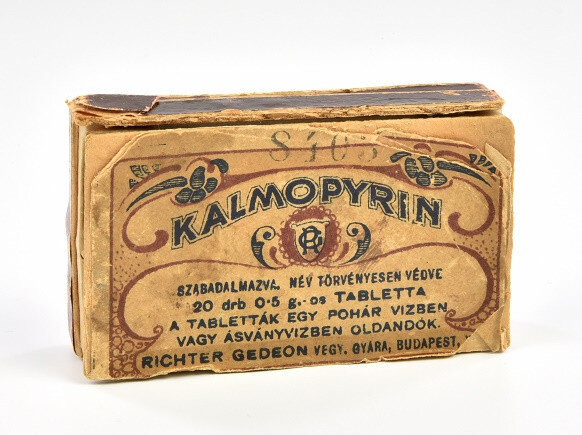 8403
KALMOPYRIN
SZABADALMAZVA. NÉV TÖRVÉNYESEN VÉDVE
20 drb 0·5 g.-os TABLETTA
A TABLETTÁK EGY POHÁR VIZBEN
VAGY ÁSVÁNYVIZBEN OLDANDÓK.
RICHTER GEDEON VEGY. GYÁRA, BUDAPEST,